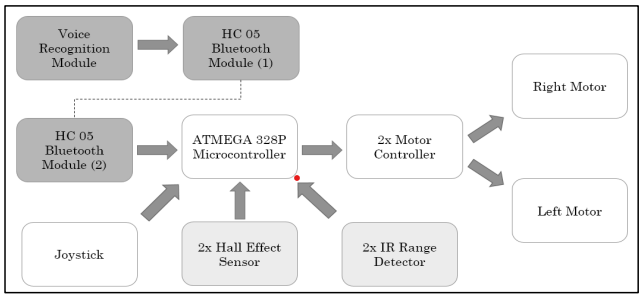 Voice
Recognition
Module
HC 05
Bluetooth
Module (1)
HC 05
Bluetooth
Module (2)
ATMEGA 328P
Microcontroller
2x Motor
Controller
Right Motor
Left Motor
Joystick
2x Hall Effect
Sensor
2x IR Range
Detector